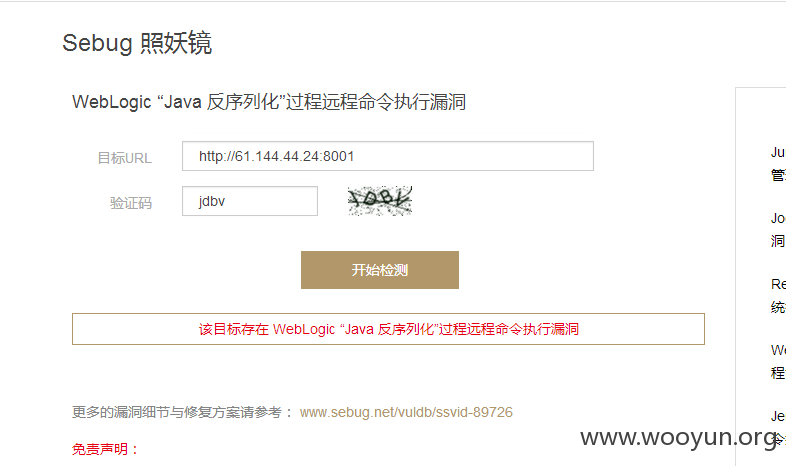 Sebug 照妖镜
WebLogic “Java 反序列化”过程远程命令执行漏洞
目标URL
http://61.144.44.24:8001
验证码
jdbv
JDBV
开始检测
该目标存在 WebLogic “Java 反序列化”过程远程命令执行漏洞
更多的漏洞细节与修复方案请参考： www.sebug.net/vuldb/ssvid-89726
免责声明：
Ju
管
Jo
洞
Re
统
We
程
Je
令
www.wooyun.org